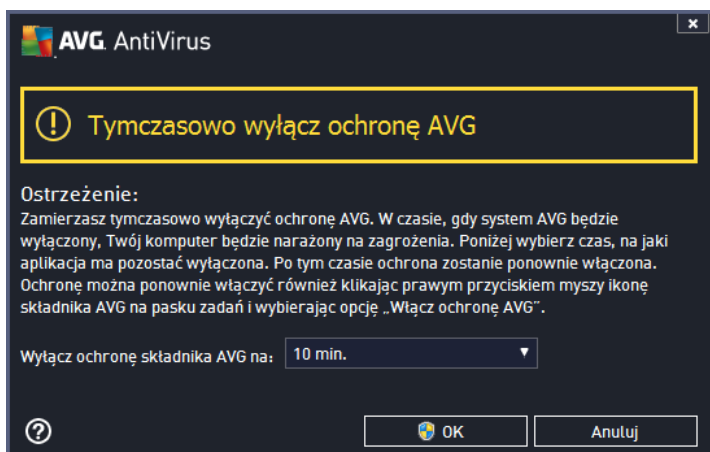 AVG. AntiVirus
Tymczasowo wyłącz ochronę AVG
Ostrzeżenie:
Zamierzasz tymczasowo wyłączyć ochronę AVG. W czasie, gdy system AVG będzie
wyłączony, Twój komputer będzie narażony na zagrożenia. Poniżej wybierz czas, na jaki
aplikacja ma pozostać wyłączona. Po tym czasie ochrona zostanie ponownie włączona.
Ochronę można ponownie włączyć również klikając prawym przyciskiem myszy ikonę
składnika AVG na pasku zadań i wybierając opcję „Włącz ochronę AVG”.
Wyłącz ochronę składnika AVG na: 10 min.
OK Anuluj